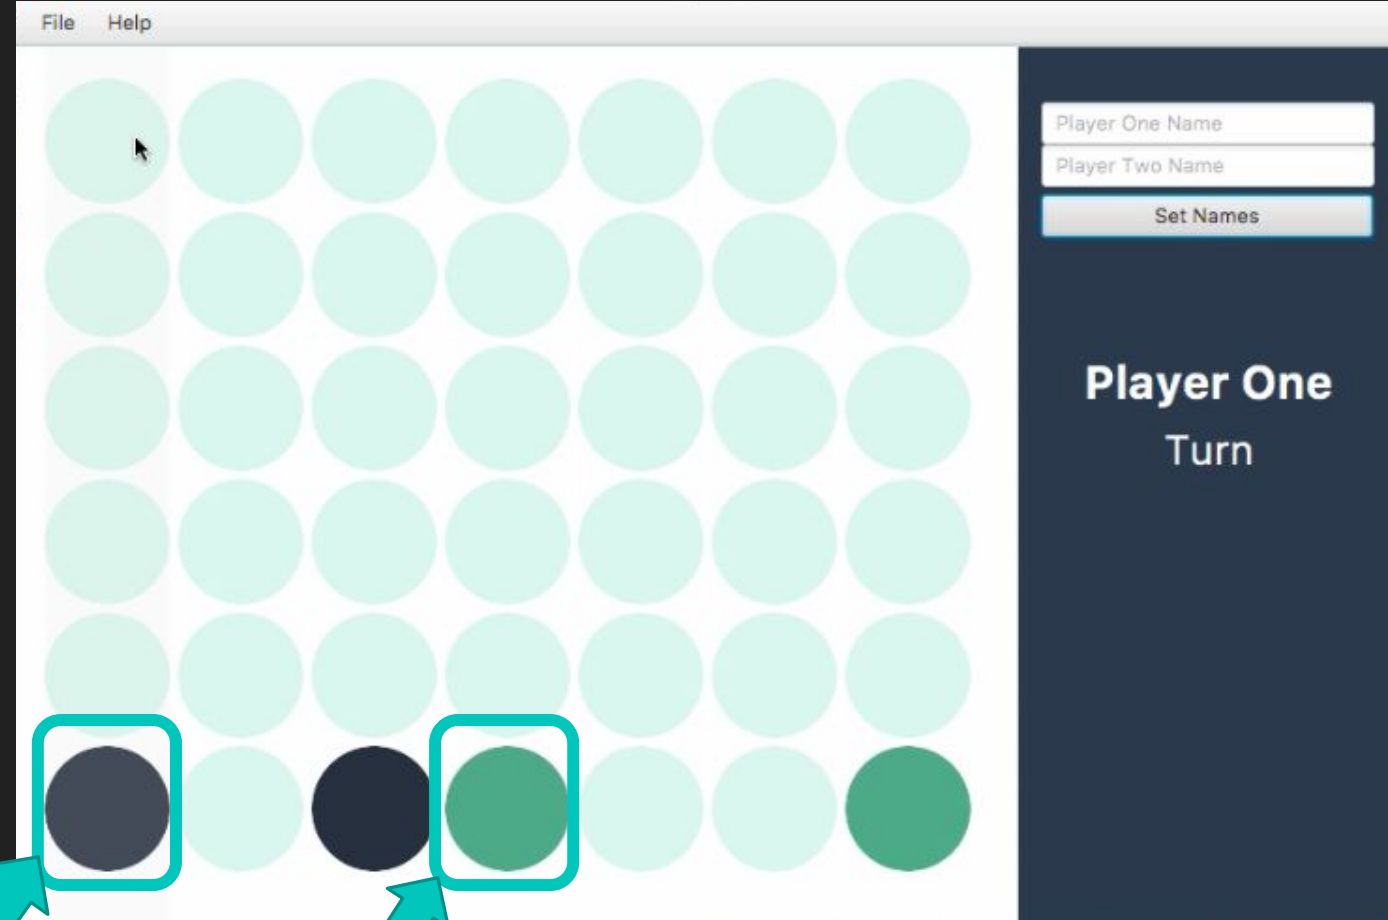 File Help
Player One Name
Player Two Name
Set Names
Player One
Turn